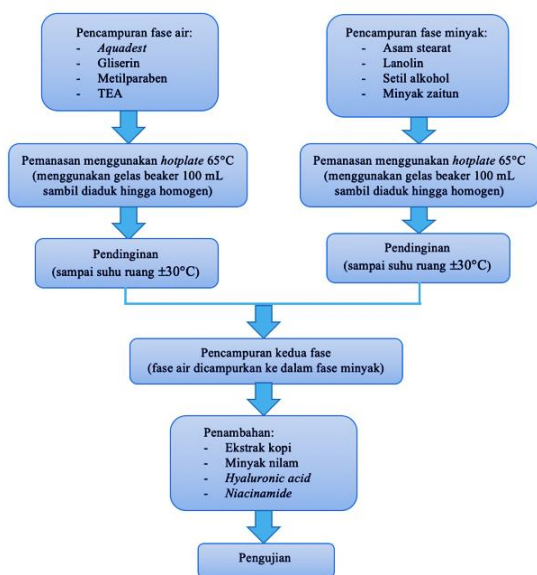 Pencampuran fase air:
- Aquadest
- Gliserin
- Metilparaben
- TEA
Pencampuran fase minyak:
- Asam stearat
- Lanolin
- Setil alkohol
- Minyak zaitun
Pemanasan menggunakan hotplate 65°C
(menggunakan gelas beaker 100 mL
sambil diaduk hingga homogen)
Pemanasan menggunakan hotplate 65°C
(menggunakan gelas beaker 100 mL
sambil diaduk hingga homogen)
Pendinginan
(sampai suhu ruang ±30°C)
Pendinginan
(sampai suhu ruang ±30°C)
Pencampuran kedua fase
(fase air dicampurkan ke dalam fase minyak)
Penambahan:
- Ekstrak kopi
- Minyak nilam
- Hyaluronic acid
- Niacinamide
Pengujian